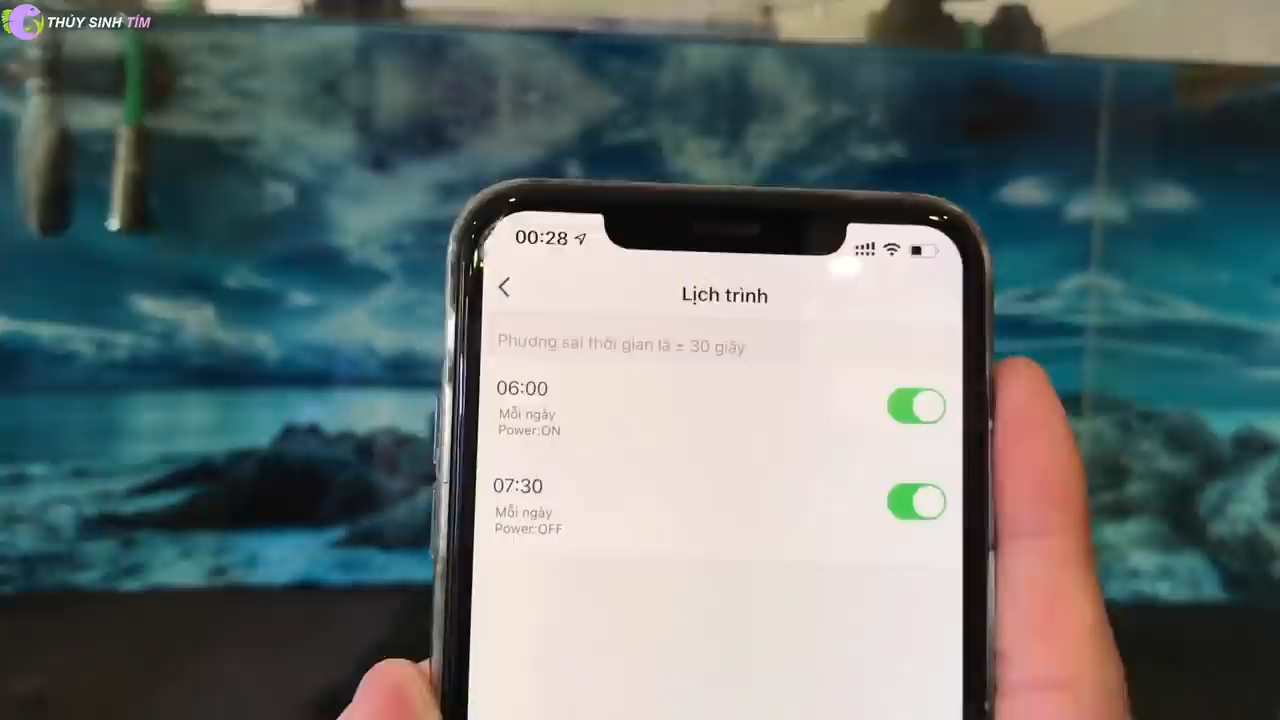 THỦY SINH TÍM
00:28
Lịch trình
Phương sai thời gian là ± 30 giây
06:00
Mỗi ngày
Power:ON
07:30
Mỗi ngày
Power:OFF